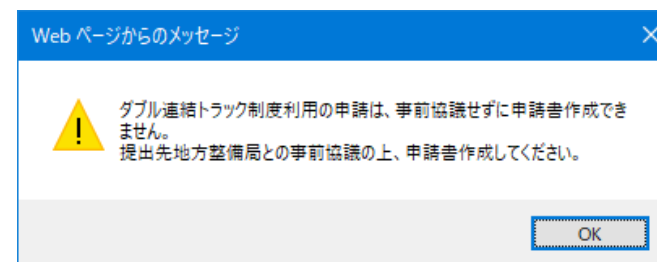 Web ページからのメッセージ
ダブル連結トラック制度利用の申請は、事前協議せずに申請書作成でき
ません。
提出先地方整備局との事前協議の上、申請書作成してください。
OK